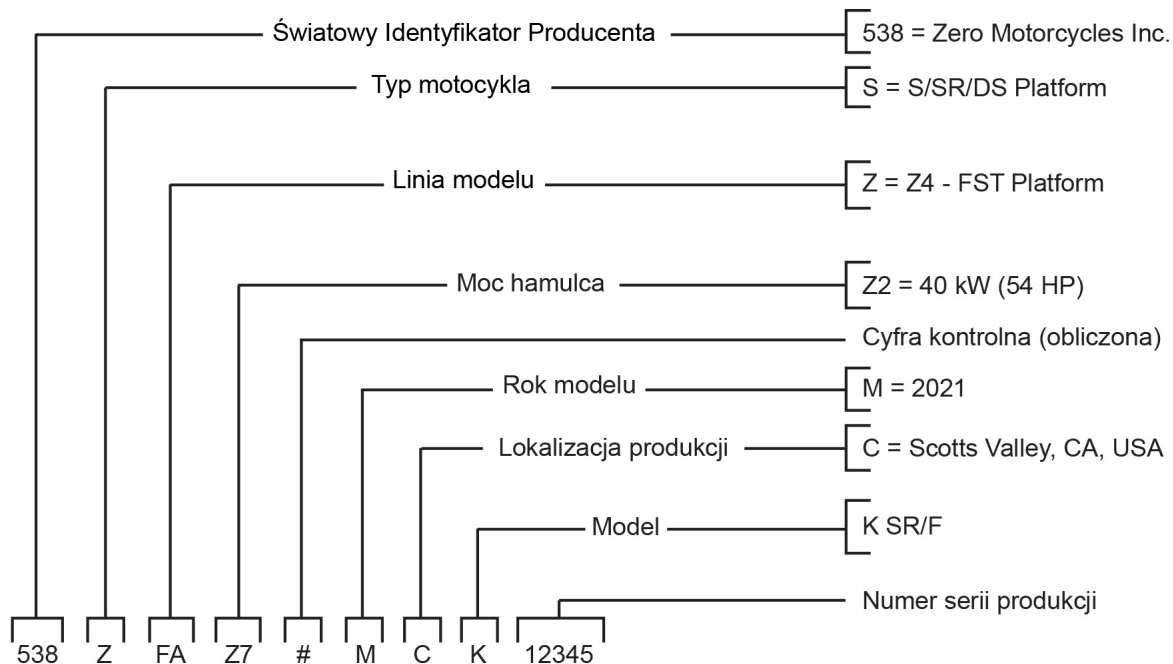 Światowy Identyfikator Producenta
538 = Zero Motorcycles Inc.
Typ motocykla
S = S/SR/DS Platform
Linia modelu
Z = Z4 - FST Platform
Moc hamulca
Z2 = 40 kW (54 HP)
Cyfra kontrolna (obliczona)
Rok modelu
M = 2021
Lokalizacja produkcji
C = Scotts Valley, CA, USA
Model
K SR/F
Numer serii produkcji
538 Z FA Z7 # M C K 12345